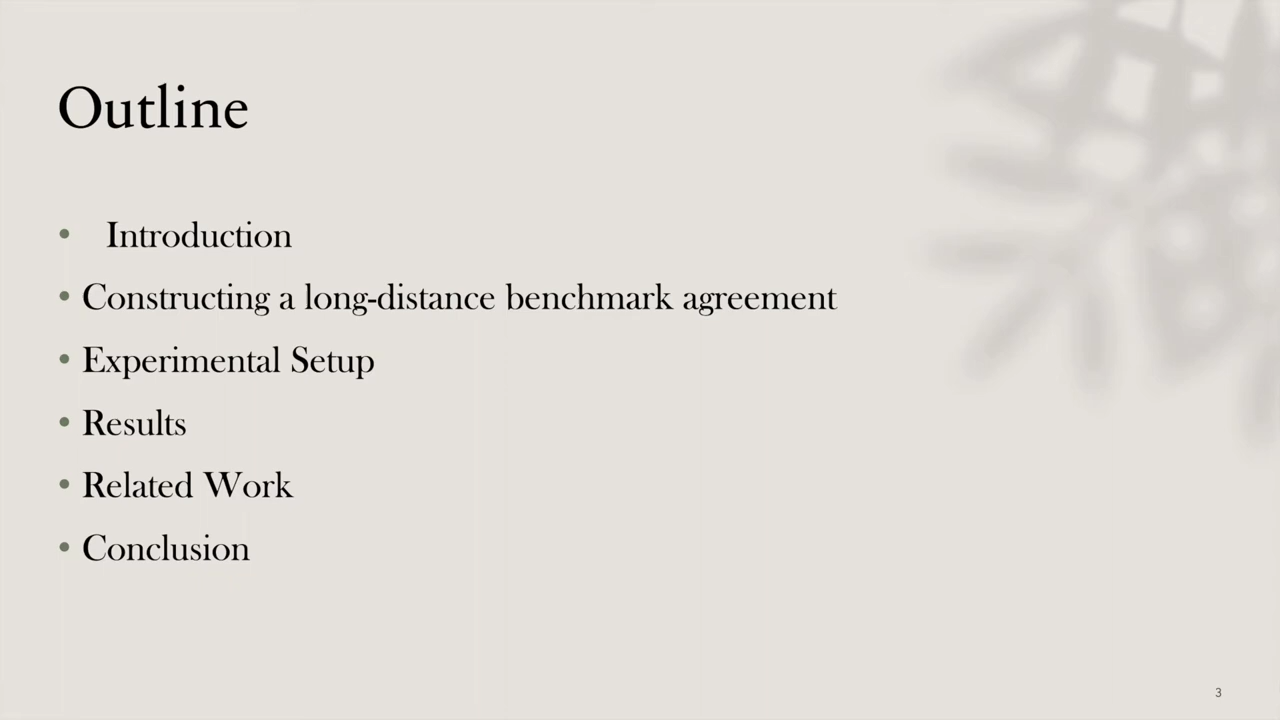 Outline
• Introduction
• Constructing a long-distance benchmark agreement
• Experimental Setup
• Results
• Related Work
• Conclusion
3